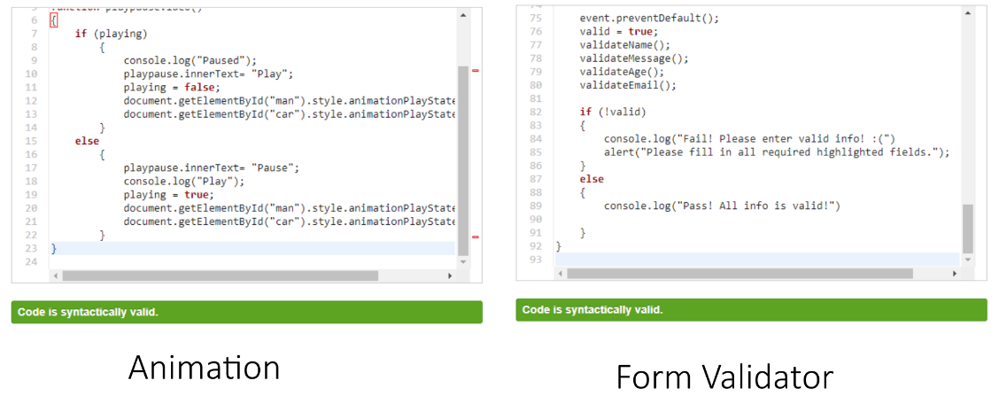 5 function playpauseVideo()
6 {
7 if (playing)
8 {
9 console.log("Paused");
10 playpause.innerText= "Play";
11 playing = false;
12 document.getElementById("man").style.animationPlayState
13 document.getElementById("car").style.animationPlayState
14 }
15 else
16 {
17 playpause.innerText= "Pause";
18 console.log("Play");
19 playing = true;
20 document.getElementById("man").style.animationPlayState
21 document.getElementById("car").style.animationPlayState
22 }
23 }
24
Code is syntactically valid.
Animation
74
75 event.preventDefault();
76 valid = true;
77 validateName();
78 validateMessage();
79 validateAge();
80 validateEmail();
81
82 if (!valid)
83 {
84 console.log("Fail! Please enter valid info! :(")
85 alert("Please fill in all required highlighted fields.");
86 }
87 else
88 {
89 console.log("Pass! All info is valid!")
90
91 }
92 }
93
Code is syntactically valid.
Form Validator